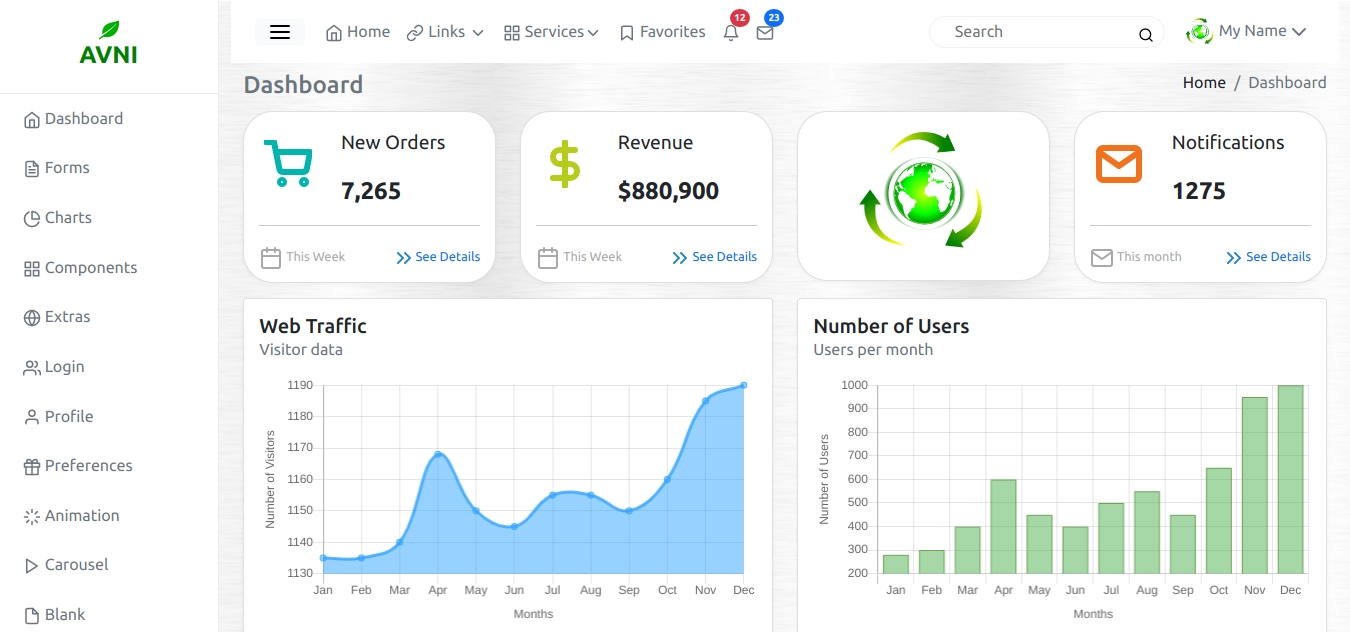 AVNI
Home Links Services Favorites 12 23 Search My Name
Dashboard
Home / Dashboard
Dashboard
Forms
Charts
Components
Extras
Login
Profile
Preferences
Animation
Carousel
Blank
New Orders
7,265
This Week See Details
Revenue
$880,900
This Week See Details
Notifications
1275
This month See Details
Web Traffic
Visitor data
Number of Visitors
1190
1180
1170
1160
1150
1140
1130
Jan Feb Mar Apr May Jun Jul Aug Sep Oct Nov Dec
Months
Number of Users
Users per month
Number of Users
1000
900
800
700
600
500
400
300
200
Jan Feb Mar Apr May Jun Jul Aug Sep Oct Nov Dec
Months